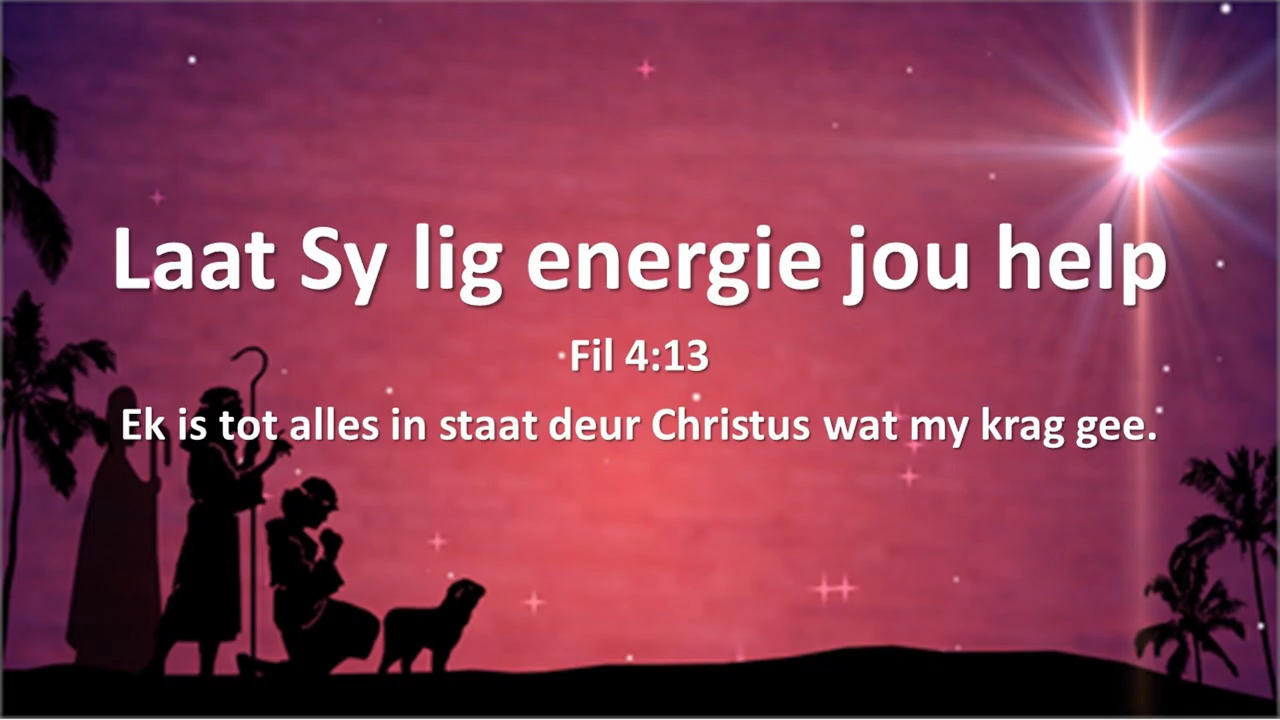 Laat Sy lig energie jou help
Fil 4:13
Ek is tot alles in staat deur Christus wat my krag gee.